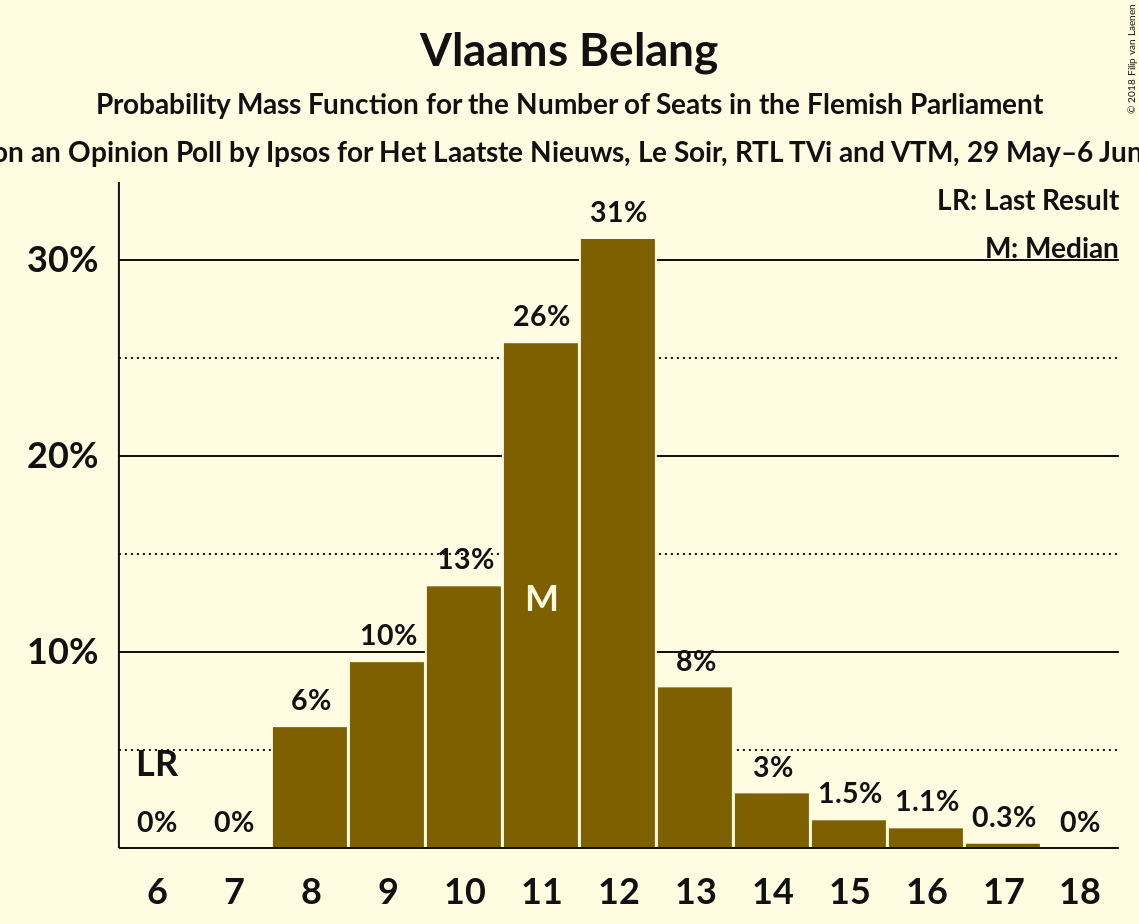 Vlaams Belang
Probability Mass Function for the Number of Seats in the Flemish Parliament
on an Opinion Poll by Ipsos for Het Laatste Nieuws, Le Soir, RTL TVi and VTM, 29 May–6 Jun
© 2018 Filip van Laenen
LR: Last Result
M: Median
30%
20%
10%
LR
0%
0%
6%
10%
13%
26%
M
31%
8%
3%
1.5%
1.1%
0.3%
0%
6 7 8 9 10 11 12 13 14 15 16 17 18